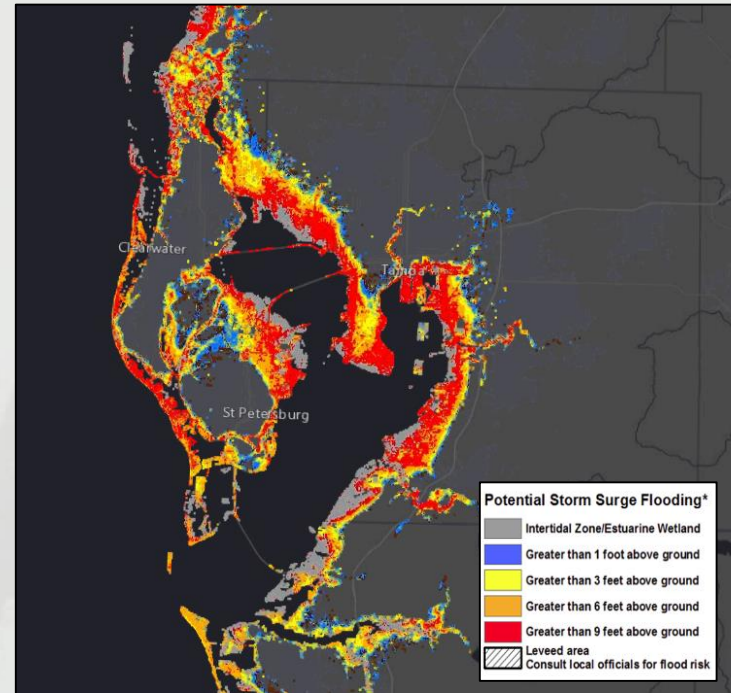 Clearwater
Tampa
St Petersburg
Potential Storm Surge Flooding*
Intertidal Zone/Estuarine Wetland
Greater than 1 foot above ground
Greater than 3 feet above ground
Greater than 6 feet above ground
Greater than 9 feet above ground
Leveed area
Consult local officials for flood risk